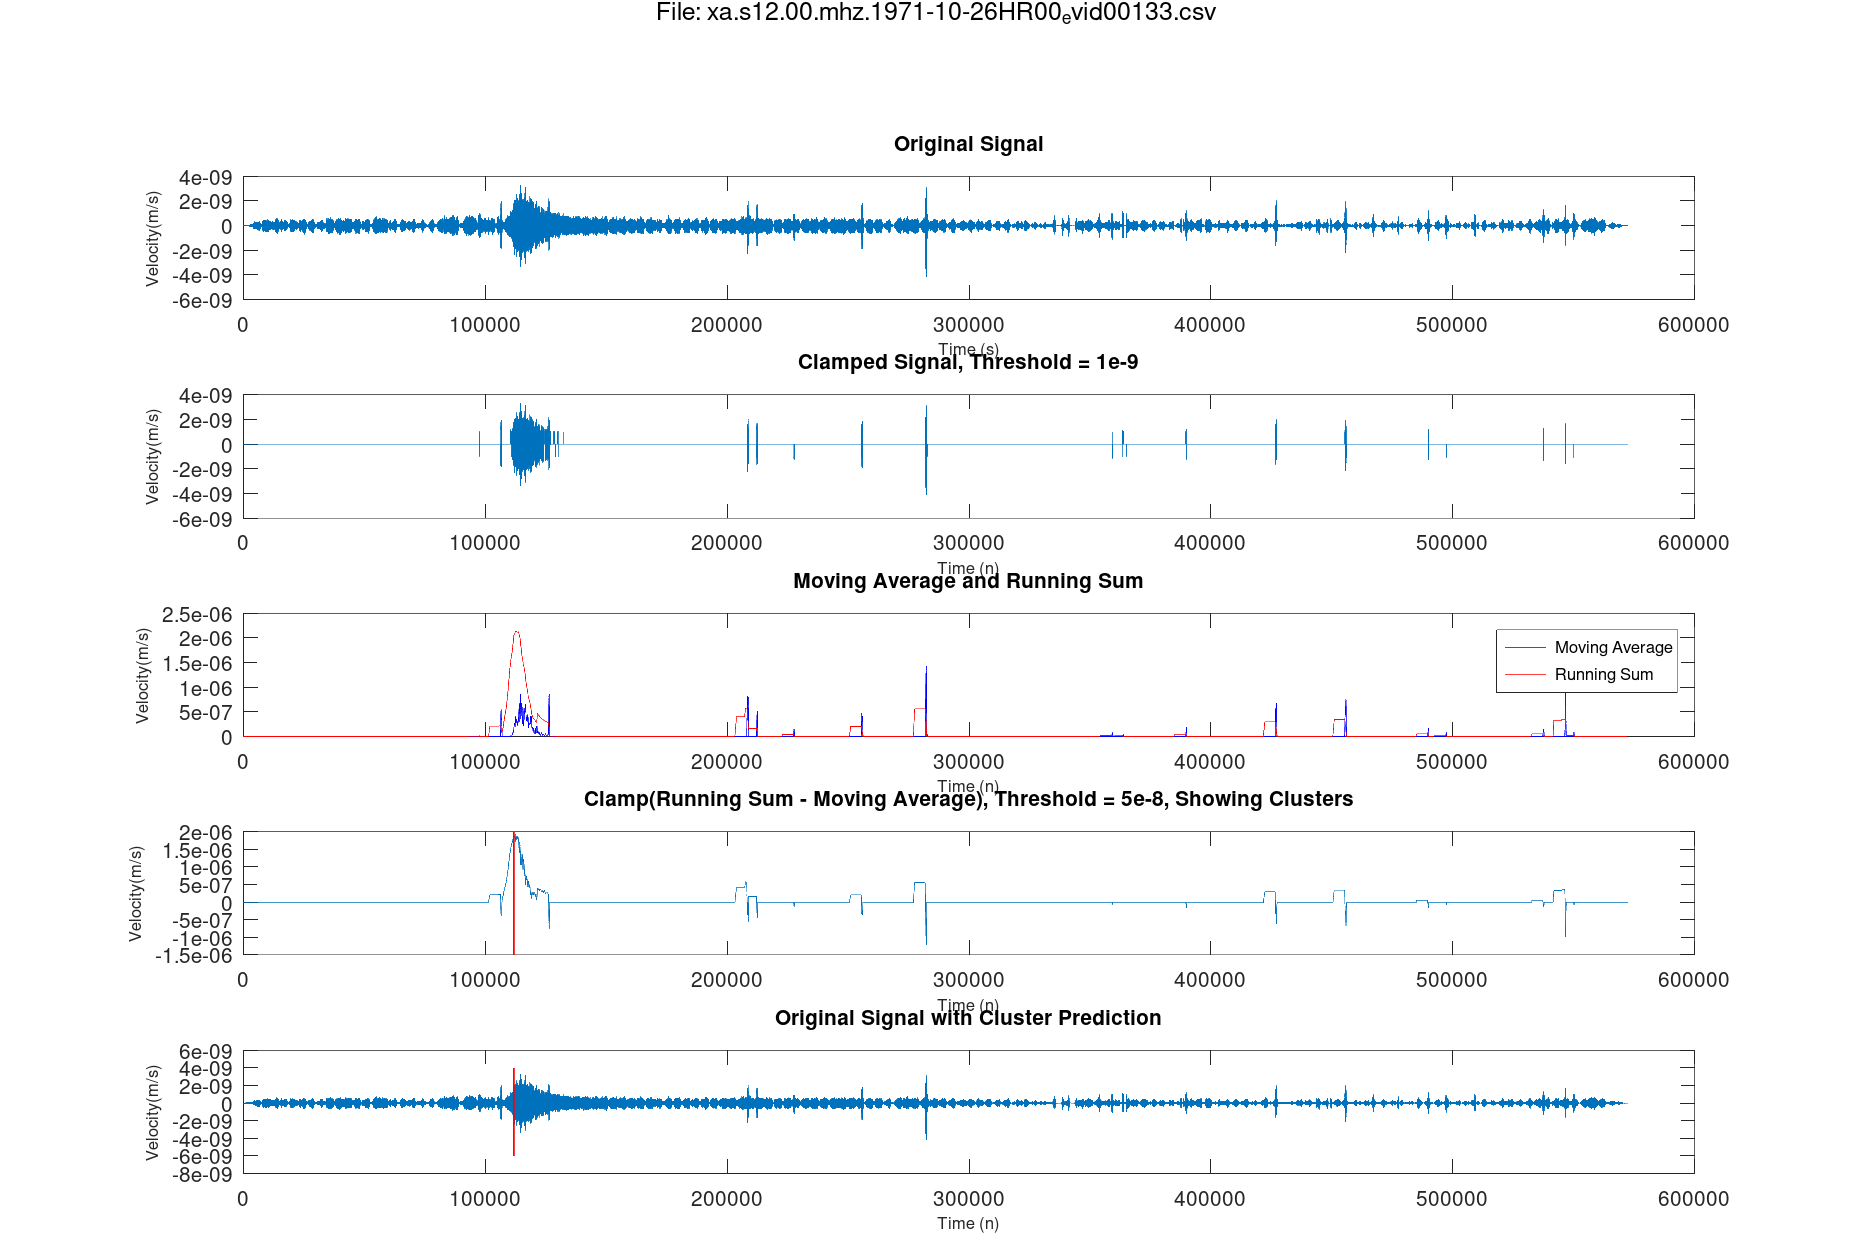 File: xa.s12.00.mhz.1971-10-26HR00evid00133.csv
Original Signal
Velocity(m/s)
4e-09
2e-09
0
-2e-09
-4e-09
-6e-09
0 100000 200000 300000 400000 500000 600000
Time (s)
Clamped Signal, Threshold = 1e-9
Velocity(m/s)
4e-09
2e-09
0
-2e-09
-4e-09
-6e-09
0 100000 200000 300000 400000 500000 600000
Time (n)
Moving Average and Running Sum
Velocity(m/s)
2.5e-06
2e-06
1.5e-06
1e-06
5e-07
0
Moving Average
Running Sum
0 100000 200000 300000 400000 500000 600000
Time (n)
Clamp(Running Sum - Moving Average), Threshold = 5e-8, Showing Clusters
Velocity(m/s)
2e-06
1.5e-06
1e-06
5e-07
0
-5e-07
-1e-06
-1.5e-06
0 100000 200000 300000 400000 500000 600000
Time (n)
Original Signal with Cluster Prediction
Velocity(m/s)
6e-09
4e-09
2e-09
0
-2e-09
-4e-09
-6e-09
-8e-09
0 100000 200000 300000 400000 500000 600000
Time (n)